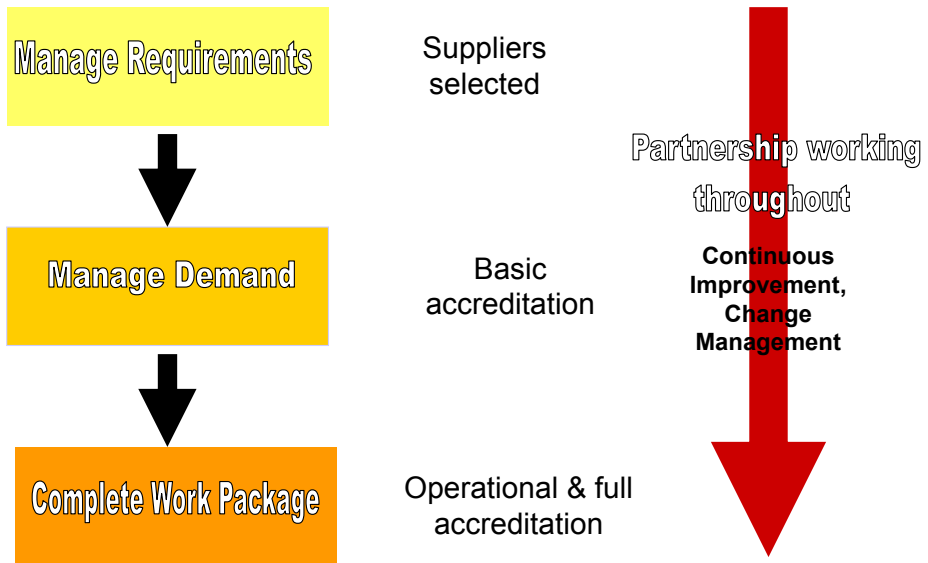 Manage Requirements
Suppliers
selected
Partnership working
throughout
Manage Demand
Basic
accreditation
Continuous
Improvement,
Change
Management
Complete Work Package
Operational & full
accreditation